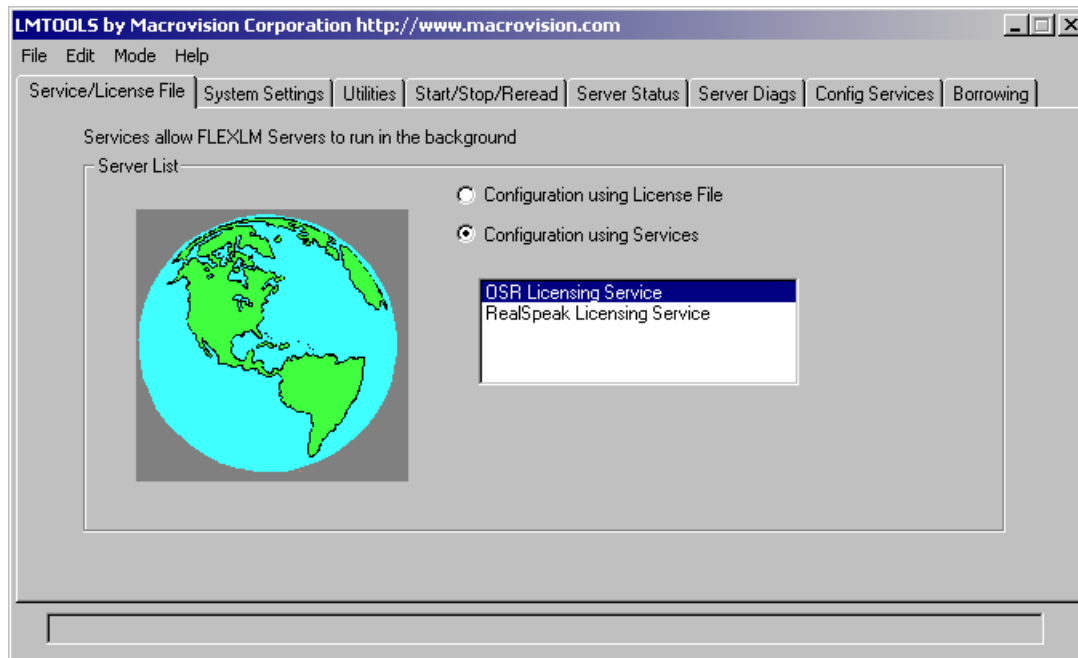 LMTOOLS by Macrovision Corporation http://www.macrovision.com
File Edit Mode Help
Service/License File System Settings Utilities Start/Stop/Reread Server Status Server Diags Config Services Borrowing
Services allow FLEXLM Servers to run in the background
Server List
Configuration using License File
Configuration using Services
OSR Licensing Service
RealSpeak Licensing Service